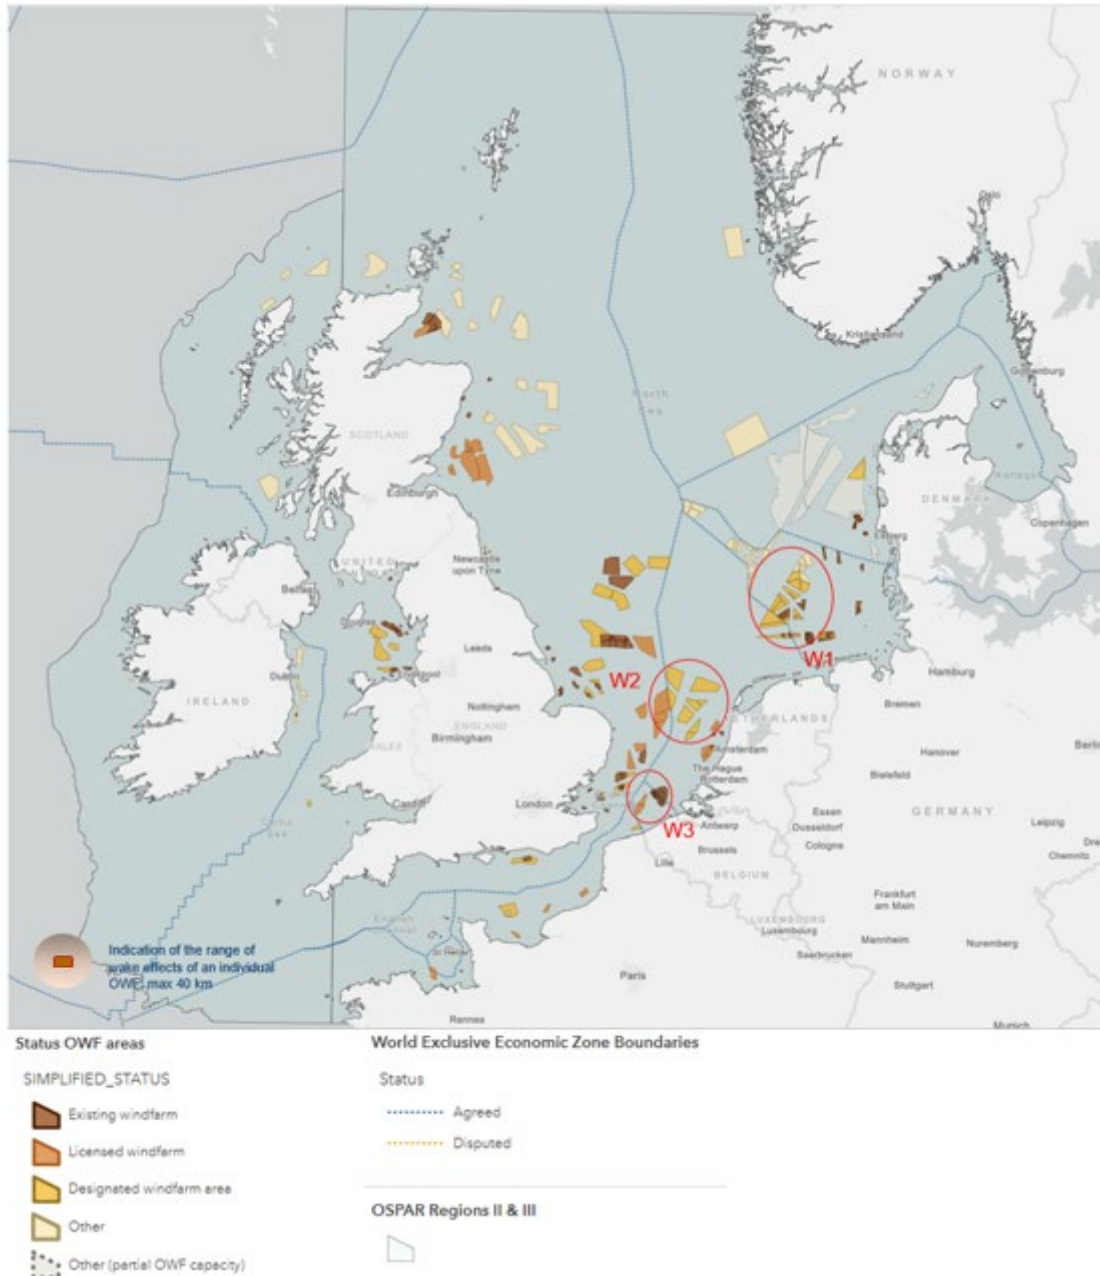 NORWAY
Oslo
Kristiansand
Gothenburg
North
Sea
SCOTLAND
Edinburgh
DENMARK
Copenhagen
Esbjerg
UNITED
Newcastle
upon Tyne
Belfast
Douglas
Leeds
W1
W2
Dublin
Liverpool
Hamburg
IRELAND
Nottingham
Bremen
ENGLAND
NETHERLANDS
Birmingham
WALES
Amsterdam
Hanover
Berlin
The Hague
Rotterdam
Bielefeld
Cardiff
London
Essen
GERMANY
Celtic
Sea
W3
Antwerp
Dusseldorf
Leipzig
Cologne
Brussels
Lille
Chemnitz
BELGIUM
Frankfurt
am Main
English
Channel
LUXEMBOURG
Luxembourg
Mannheim
Nuremberg
Saarbrucken
Indication of the range of
wake effects of an individual
OWF: max 40 km
Paris
Stuttgart
Rennes
Munich
Status OWF areas
World Exclusive Economic Zone Boundaries
SIMPLIFIED_STATUS
Status
Existing windfarm
Agreed
Licensed windfarm
Disputed
Designated windfarm area
OSPAR Regions II & III
Other
Other (partial OWF capacity)